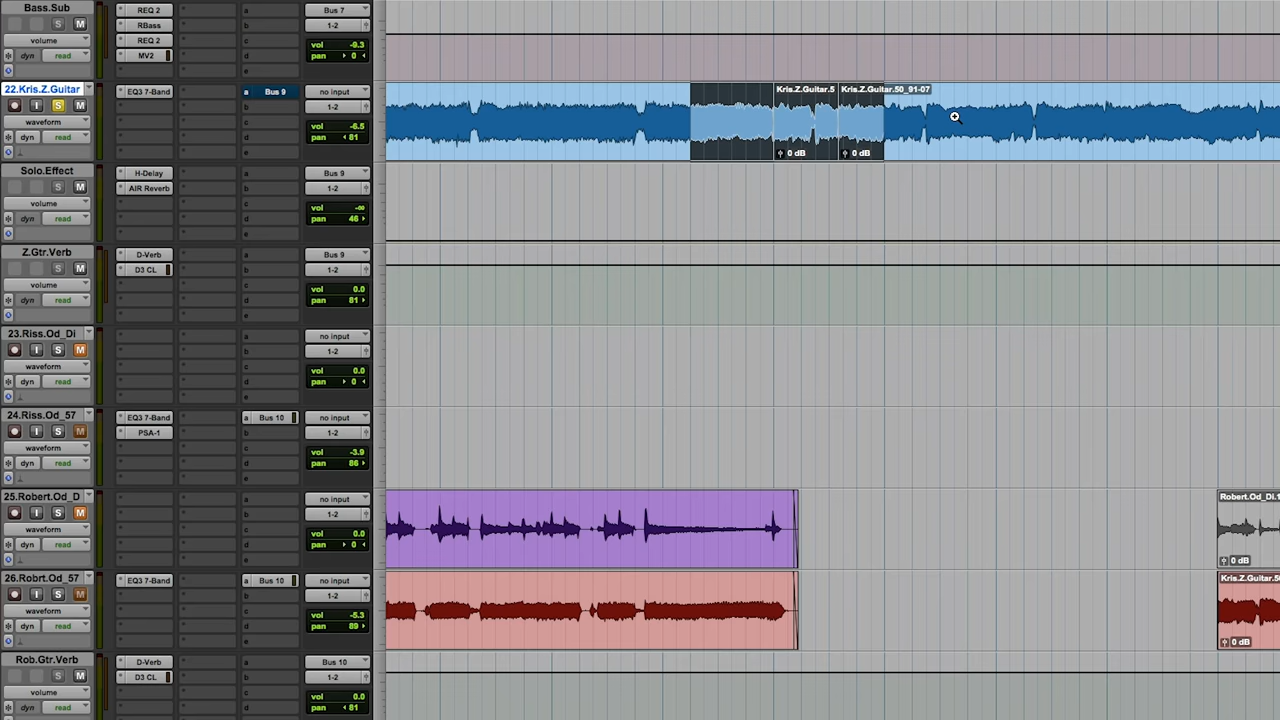 Bass.Sub
S M
volume
dyn read
REQ 2
RBass
REQ 2
MV2
a
b
c
d
e
Bus 7
1-2
vol -9.3
pan 0
22.Kris.Z.Guitar
I S M
waveform
dyn read
EQ3 7-Band
a Bus 9
b
c
d
e
no input
1-2
vol -6.5
pan 81
Kris.Z.Guitar.5
Kris.Z.Guitar.50_91-07
0 dB
0 dB
Solo.Effect
S M
volume
dyn read
H-Delay
AIR Reverb
a
b
c
d
e
Bus 9
1-2
vol -∞
pan 46
Z.Gtr.Verb
S M
volume
dyn read
D-Verb
D3 CL
a
b
c
d
e
Bus 9
1-2
vol 0.0
pan 81
23.Riss.Od_Di
I S M
waveform
dyn read
a
b
c
d
e
no input
1-2
vol 0.0
pan 0
24.Riss.Od_57
I S M
waveform
dyn read
EQ3 7-Band
PSA-1
a Bus 10
b
c
d
e
no input
1-2
vol -3.9
pan 86
25.Robert.Od_D
I S M
waveform
dyn read
a
b
c
d
e
no input
1-2
vol 0.0
pan 0
Robert.Od_Di.1
0 dB
26.Robrt.Od_57
I S M
waveform
dyn read
EQ3 7-Band
a Bus 10
b
c
d
e
no input
1-2
vol -5.3
pan 89
Kris.Z.Guitar.50
0 dB
Rob.Gtr.Verb
S M
volume
dyn read
D-Verb
D3 CL
a
b
c
d
Bus 10
1-2
vol 0.0
pan 81